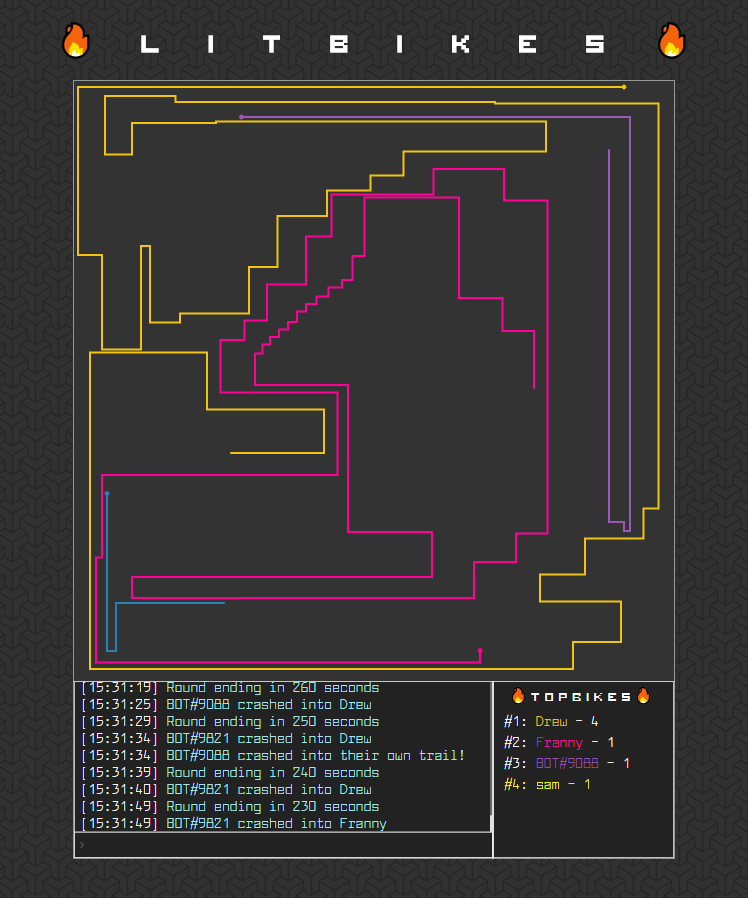 LITBIKES
[15:31:19] Round ending in 260 seconds
[15:31:25] BOT#9088 crashed into Drew
[15:31:29] Round ending in 250 seconds
[15:31:34] BOT#9821 crashed into Drew
[15:31:34] BOT#9088 crashed into their own trail!
[15:31:39] Round ending in 240 seconds
[15:31:40] BOT#9821 crashed into Drew
[15:31:49] Round ending in 230 seconds
[15:31:49] BOT#9821 crashed into Franny
›
TOPBIKES
#1: Drew - 4
#2: Franny - 1
#3: BOT#9088 - 1
#4: sam - 1